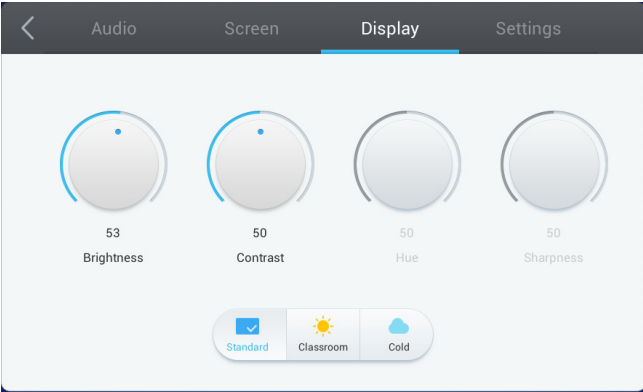 Audio Screen Display Settings
53 50 50 50
Brightness Contrast Hue Sharpness
Standard Classroom Cold